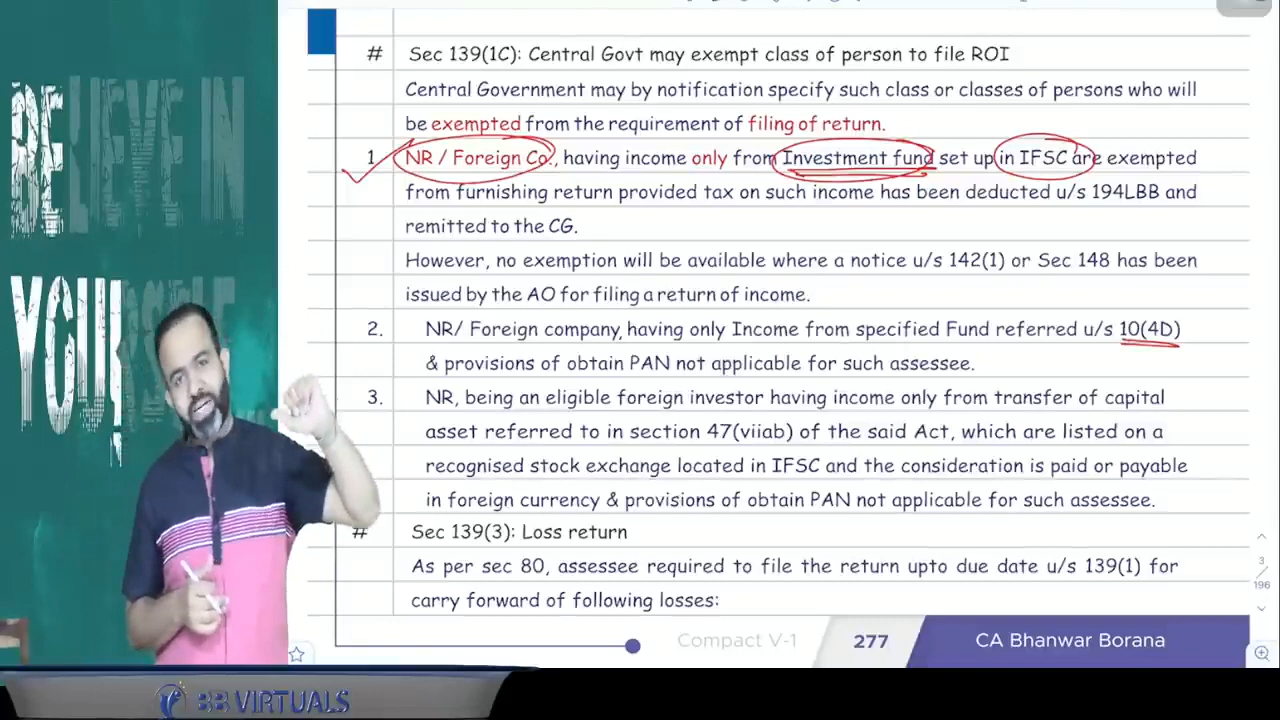 BELIEVE IN
YOU!
# Sec 139(1C): Central Govt may exempt class of person to file ROI
Central Government may by notification specify such class or classes of persons who will
be exempted from the requirement of filing of return.
1 NR / Foreign Co., having income only from Investment fund set up in IFSC are exempted
from furnishing return provided tax on such income has been deducted u/s 194LBB and
remitted to the CG.
However, no exemption will be available where a notice u/s 142(1) or Sec 148 has been
issued by the AO for filing a return of income.
2. NR/ Foreign company, having only Income from specified Fund referred u/s 10(4D)
& provisions of obtain PAN not applicable for such assessee.
3. NR, being an eligible foreign investor having income only from transfer of capital
asset referred to in section 47(viiab) of the said Act, which are listed on a
recognised stock exchange located in IFSC and the consideration is paid or payable
in foreign currency & provisions of obtain PAN not applicable for such assessee.
# Sec 139(3): Loss return
As per sec 80, assessee required to file the return upto due date u/s 139(1) for
carry forward of following losses:
3
/
196
Compact V-1 277 CA Bhanwar Borana
BB VIRTUALS